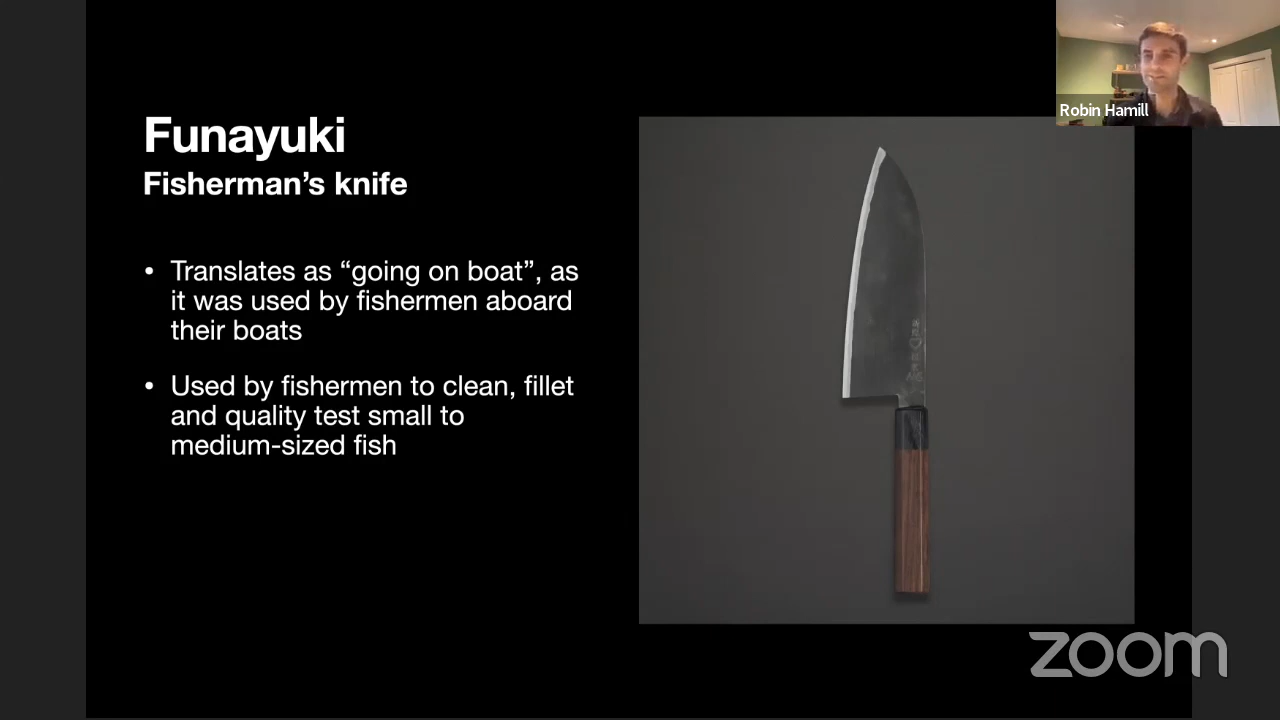 Funayuki
Fisherman’s knife
• Translates as “going on boat”, as
it was used by fishermen aboard
their boats
• Used by fishermen to clean, fillet
and quality test small to
medium-sized fish
Robin Hamill
zoom